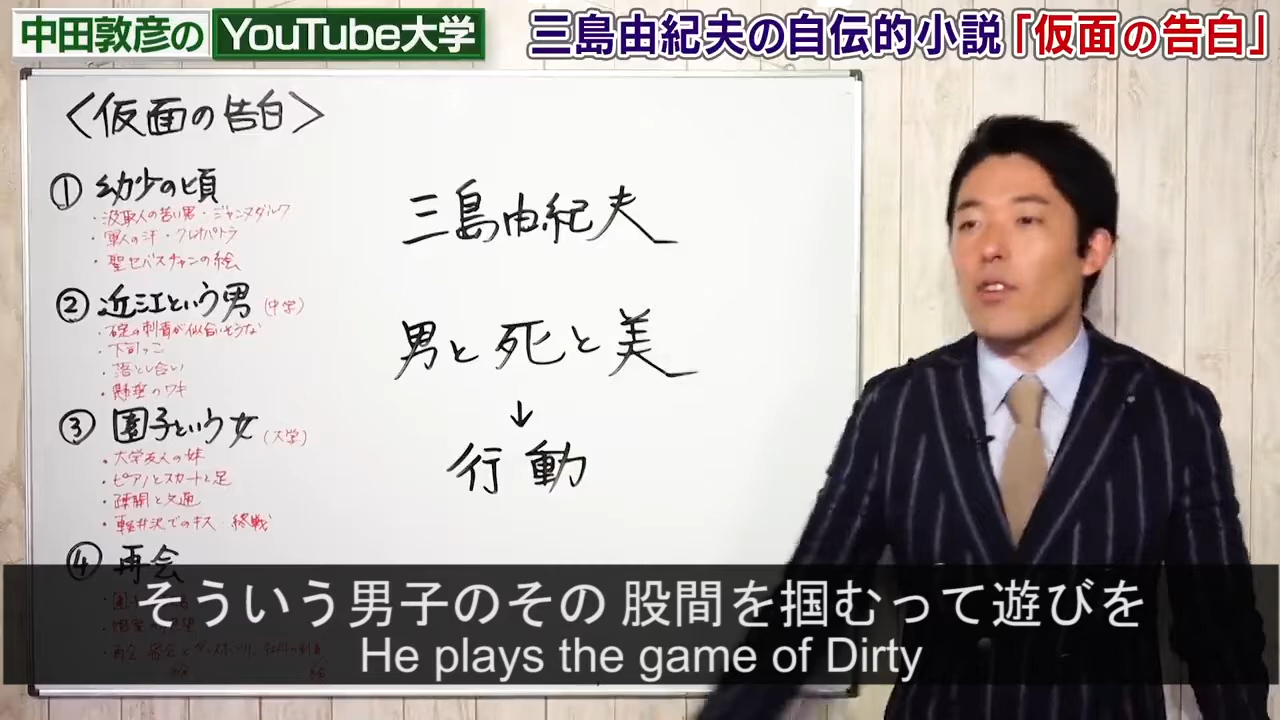 中田敦彦の YouTube大学
三島由紀夫の自伝的小説「仮面の告白」
＜仮面の告白＞
① 幼少の頃
・汲取人の若い男・ジャンヌダルク
・軍人の汗・クレオパトラ
・聖セバスチャンの絵
② 近江という男 (中学)
・碇の刺青が似合いそうな
・下司っこ
・落とし合い
・懸垂のワキ
③ 園子という女 (大学)
・大学友人の妹
・ピアノとスカートと足
・疎開と文通
・軽井沢でのキス 終戦
④ 再会
三島由紀夫
男と死と美
↓
行動
そういう男子のその 股間を掴むって遊びを
He plays the game of Dirty